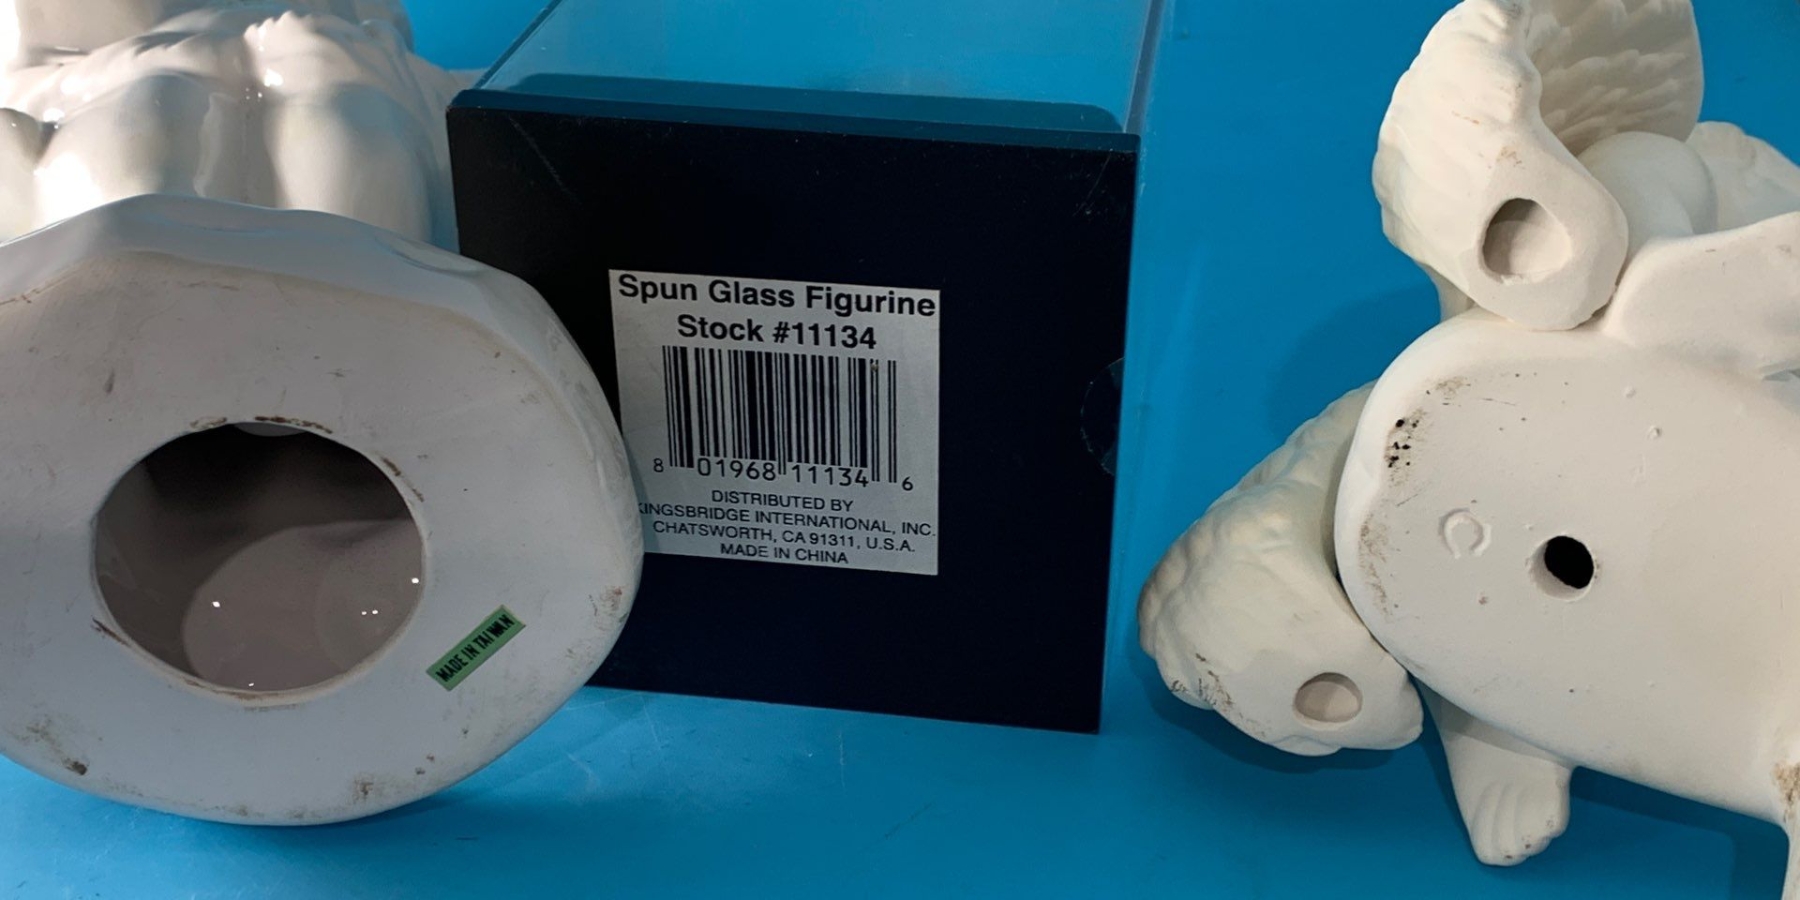 Spun Glass Figurine
Stock #11134
8 01968 11134 6
DISTRIBUTED BY
KINGSBRIDGE INTERNATIONAL, INC.
CHATSWORTH, CA 91311, U.S.A.
MADE IN CHINA
MADE IN TAIWAN